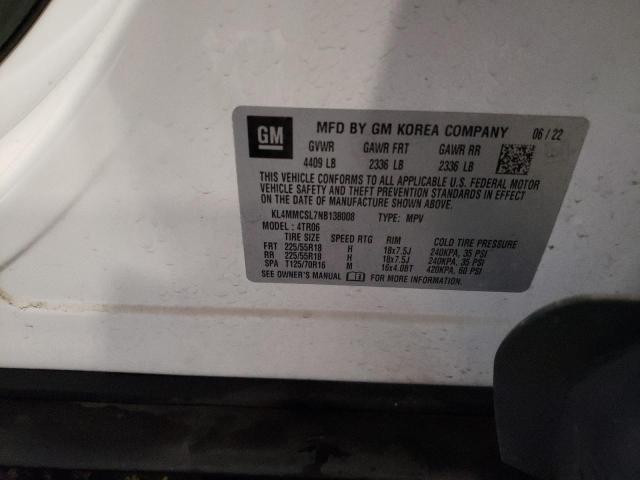 GM MFD BY GM KOREA COMPANY 06/22
GVWR GAWR FRT GAWR RR
4409 LB 2336 LB 2336 LB
THIS VEHICLE CONFORMS TO ALL APPLICABLE U.S. FEDERAL MOTOR
VEHICLE SAFETY AND THEFT PREVENTION STANDARDS IN EFFECT
ON THE DATE OF MANUFACTURE SHOWN ABOVE.
KL4MMCSL7NB138008 TYPE: MPV
MODEL: 4TR06
TIRE SIZE SPEED RTG RIM COLD TIRE PRESSURE
FRT 225/55R18 H 18x7.5J 240KPA, 35 PSI
RR 225/55R18 H 18x7.5J 240KPA, 35 PSI
SPA T125/70R16 M 16x4.0BT 420KPA, 60 PSI
SEE OWNER'S MANUAL FOR MORE INFORMATION.